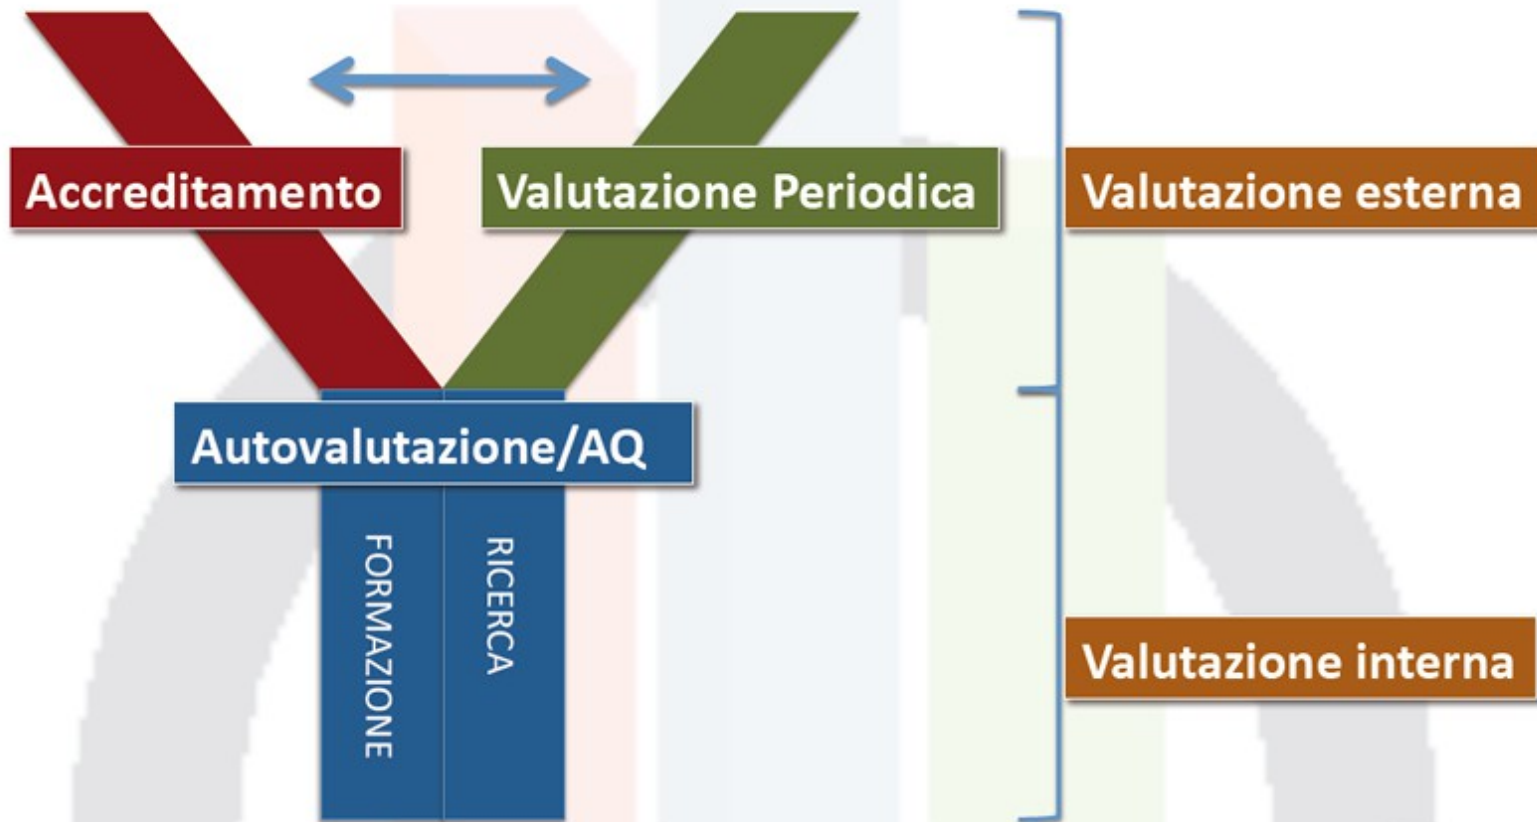 Accreditamento
Valutazione Periodica
Valutazione esterna
Autovalutazione/AQ
FORMAZIONE
RICERCA
Valutazione interna